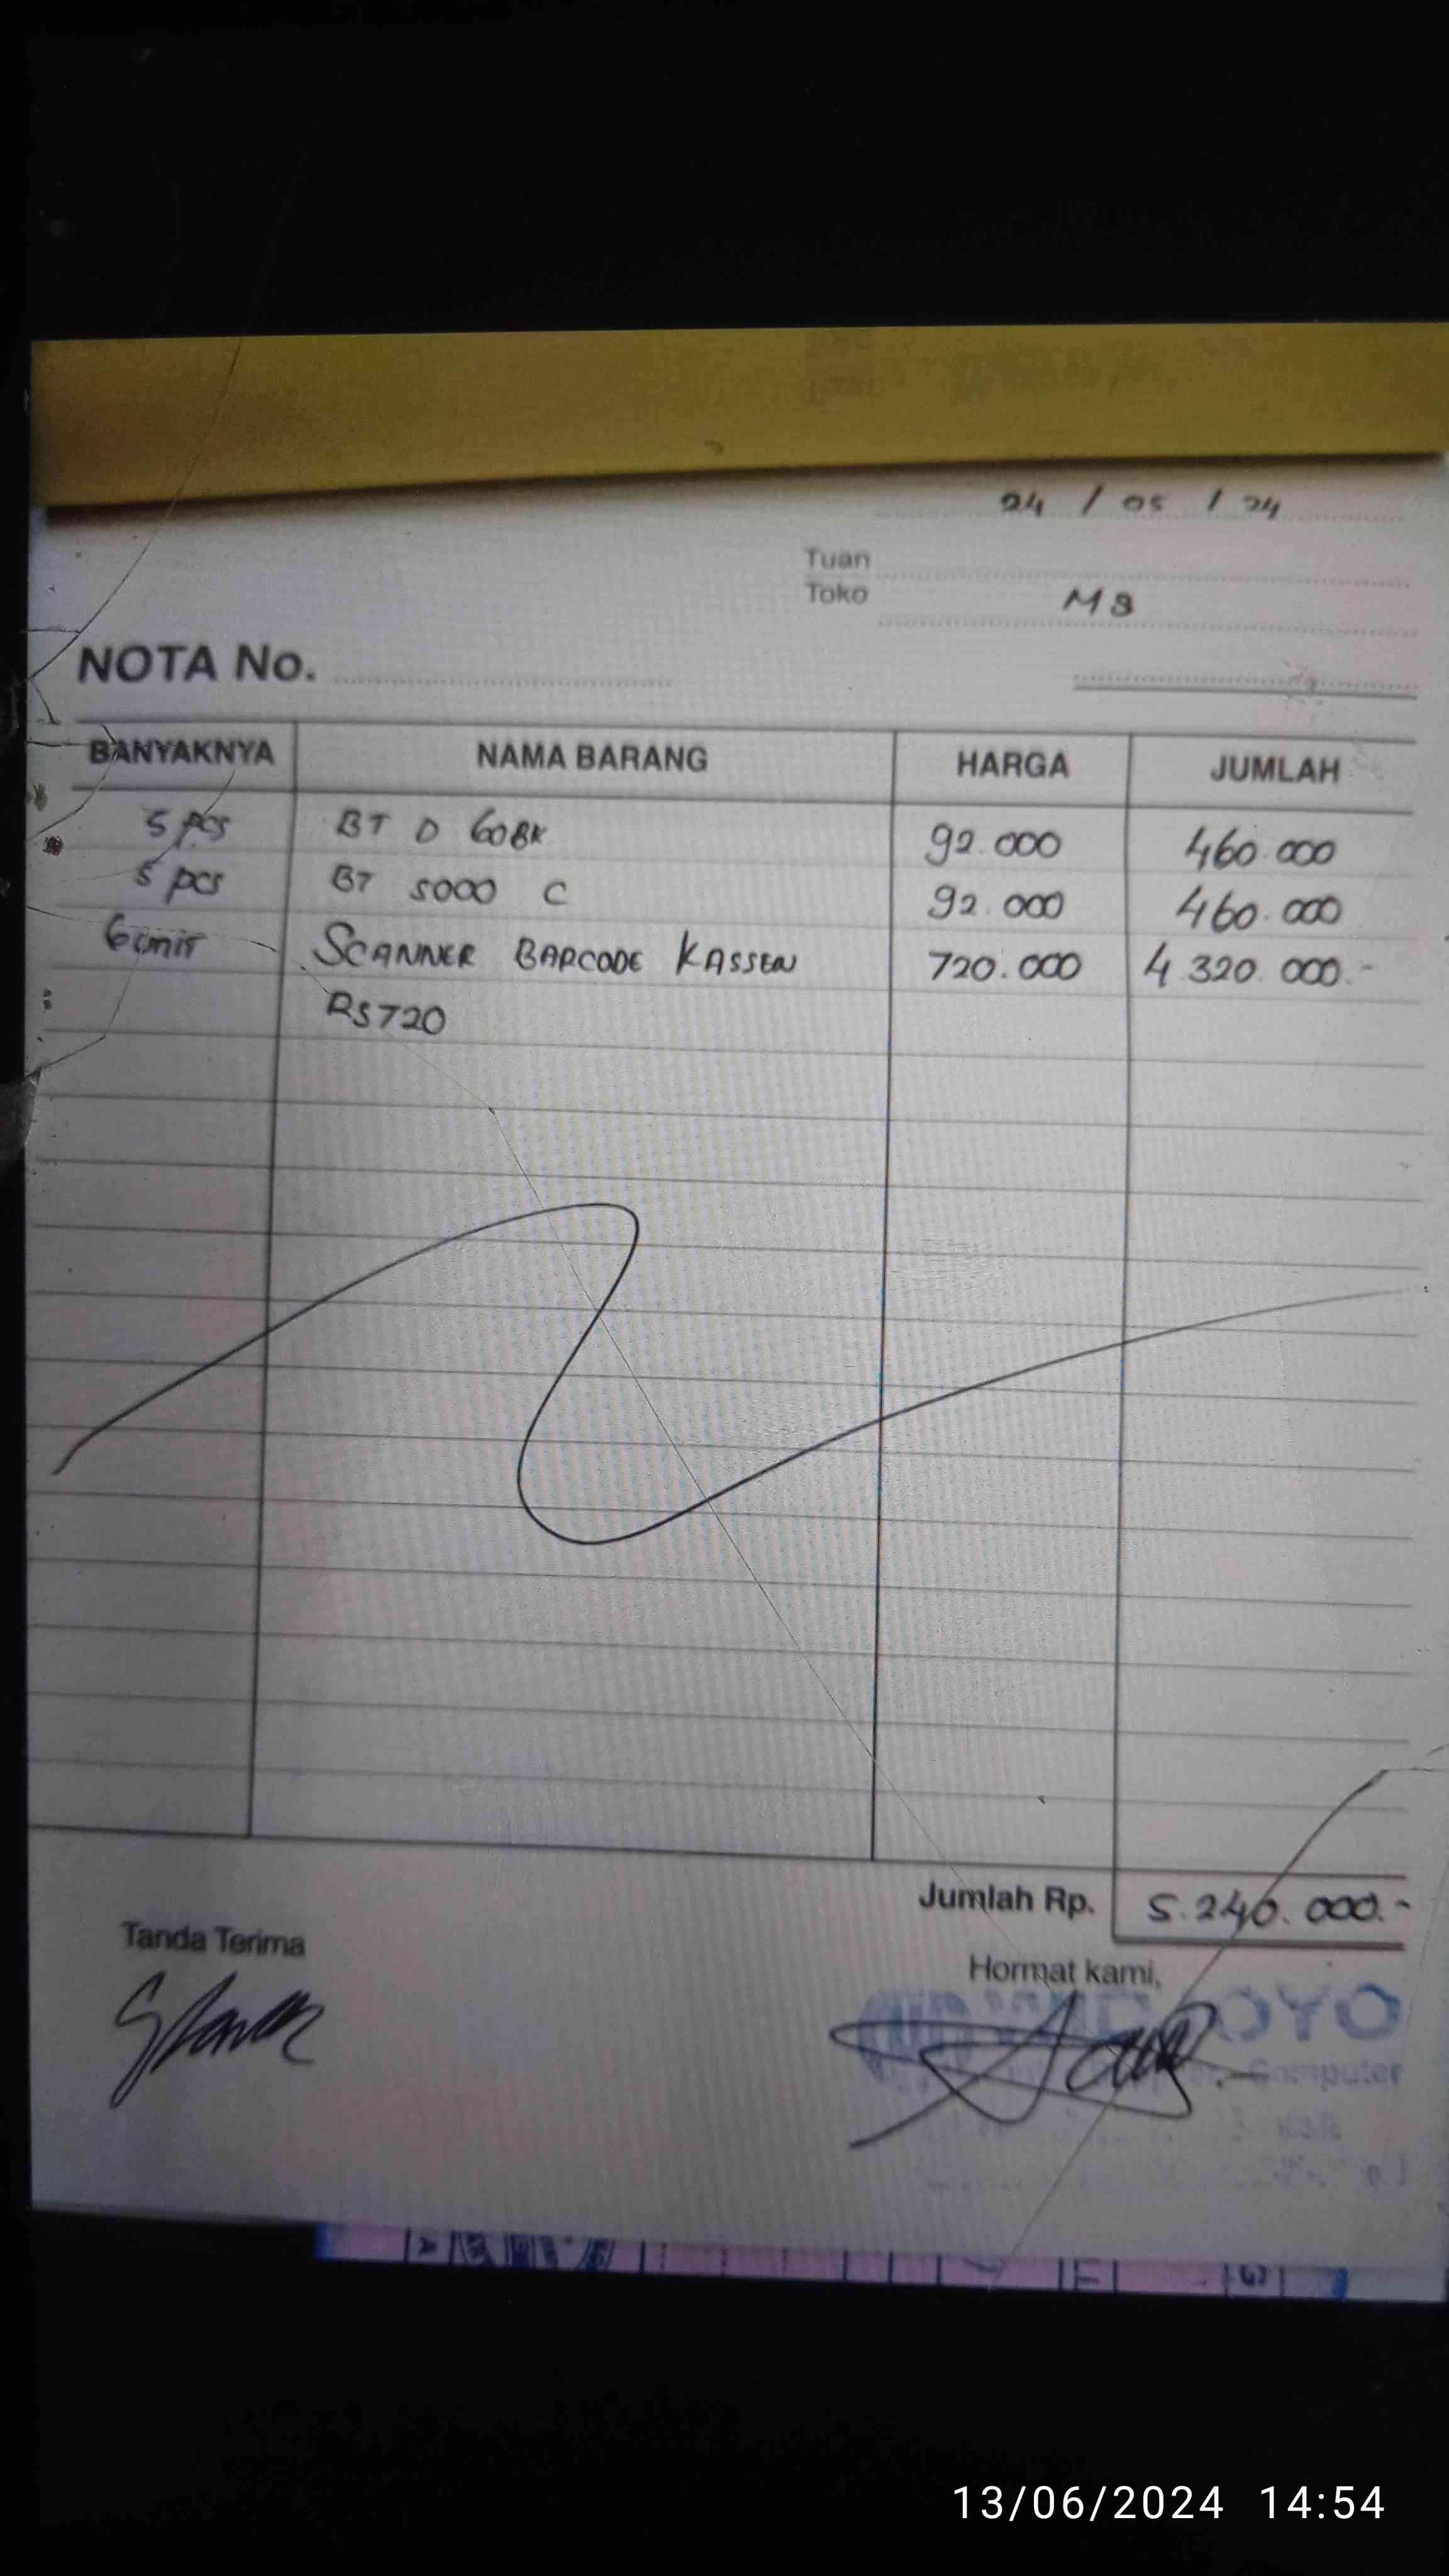 24 / 05 / 24
Tuan
Toko MB
NOTA No.
BANYAKNYA NAMA BARANG HARGA JUMLAH
5 pcs BT D 60BK 92.000 460.000
5 pcs BT 5000 C 92.000 460.000
6 unit SCANNER BARCODE KASSEN 720.000 4 320.000.-
RS720
Jumlah Rp. 5.240.000.-
Tanda Terima
Hormat kami,
OYO
Computer
13/06/2024 14:54